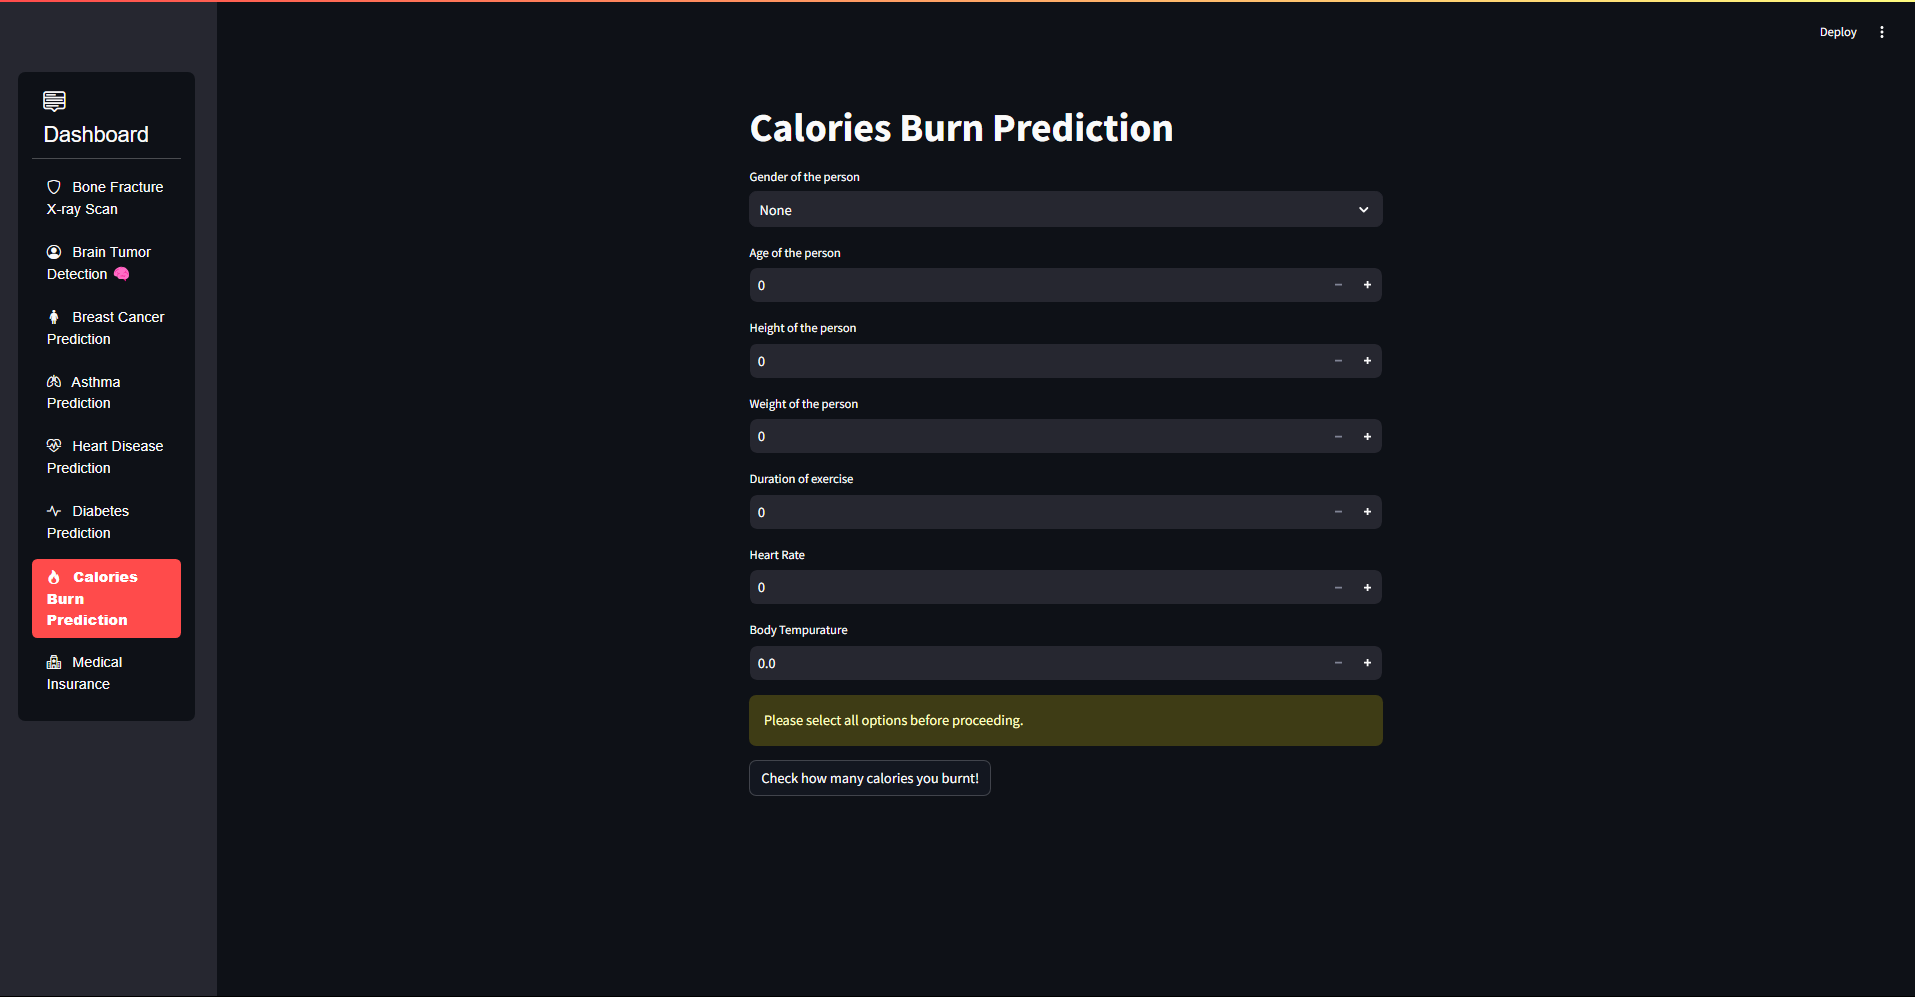 Deploy
Dashboard
Bone Fracture
X-ray Scan
Brain Tumor
Detection 🧠
Breast Cancer
Prediction
Asthma
Prediction
Heart Disease
Prediction
Diabetes
Prediction
Calories
Burn
Prediction
Medical
Insurance
Calories Burn Prediction
Gender of the person
None
Age of the person
0
Height of the person
0
Weight of the person
0
Duration of exercise
0
Heart Rate
0
Body Tempurature
0.0
Please select all options before proceeding.
Check how many calories you burnt!